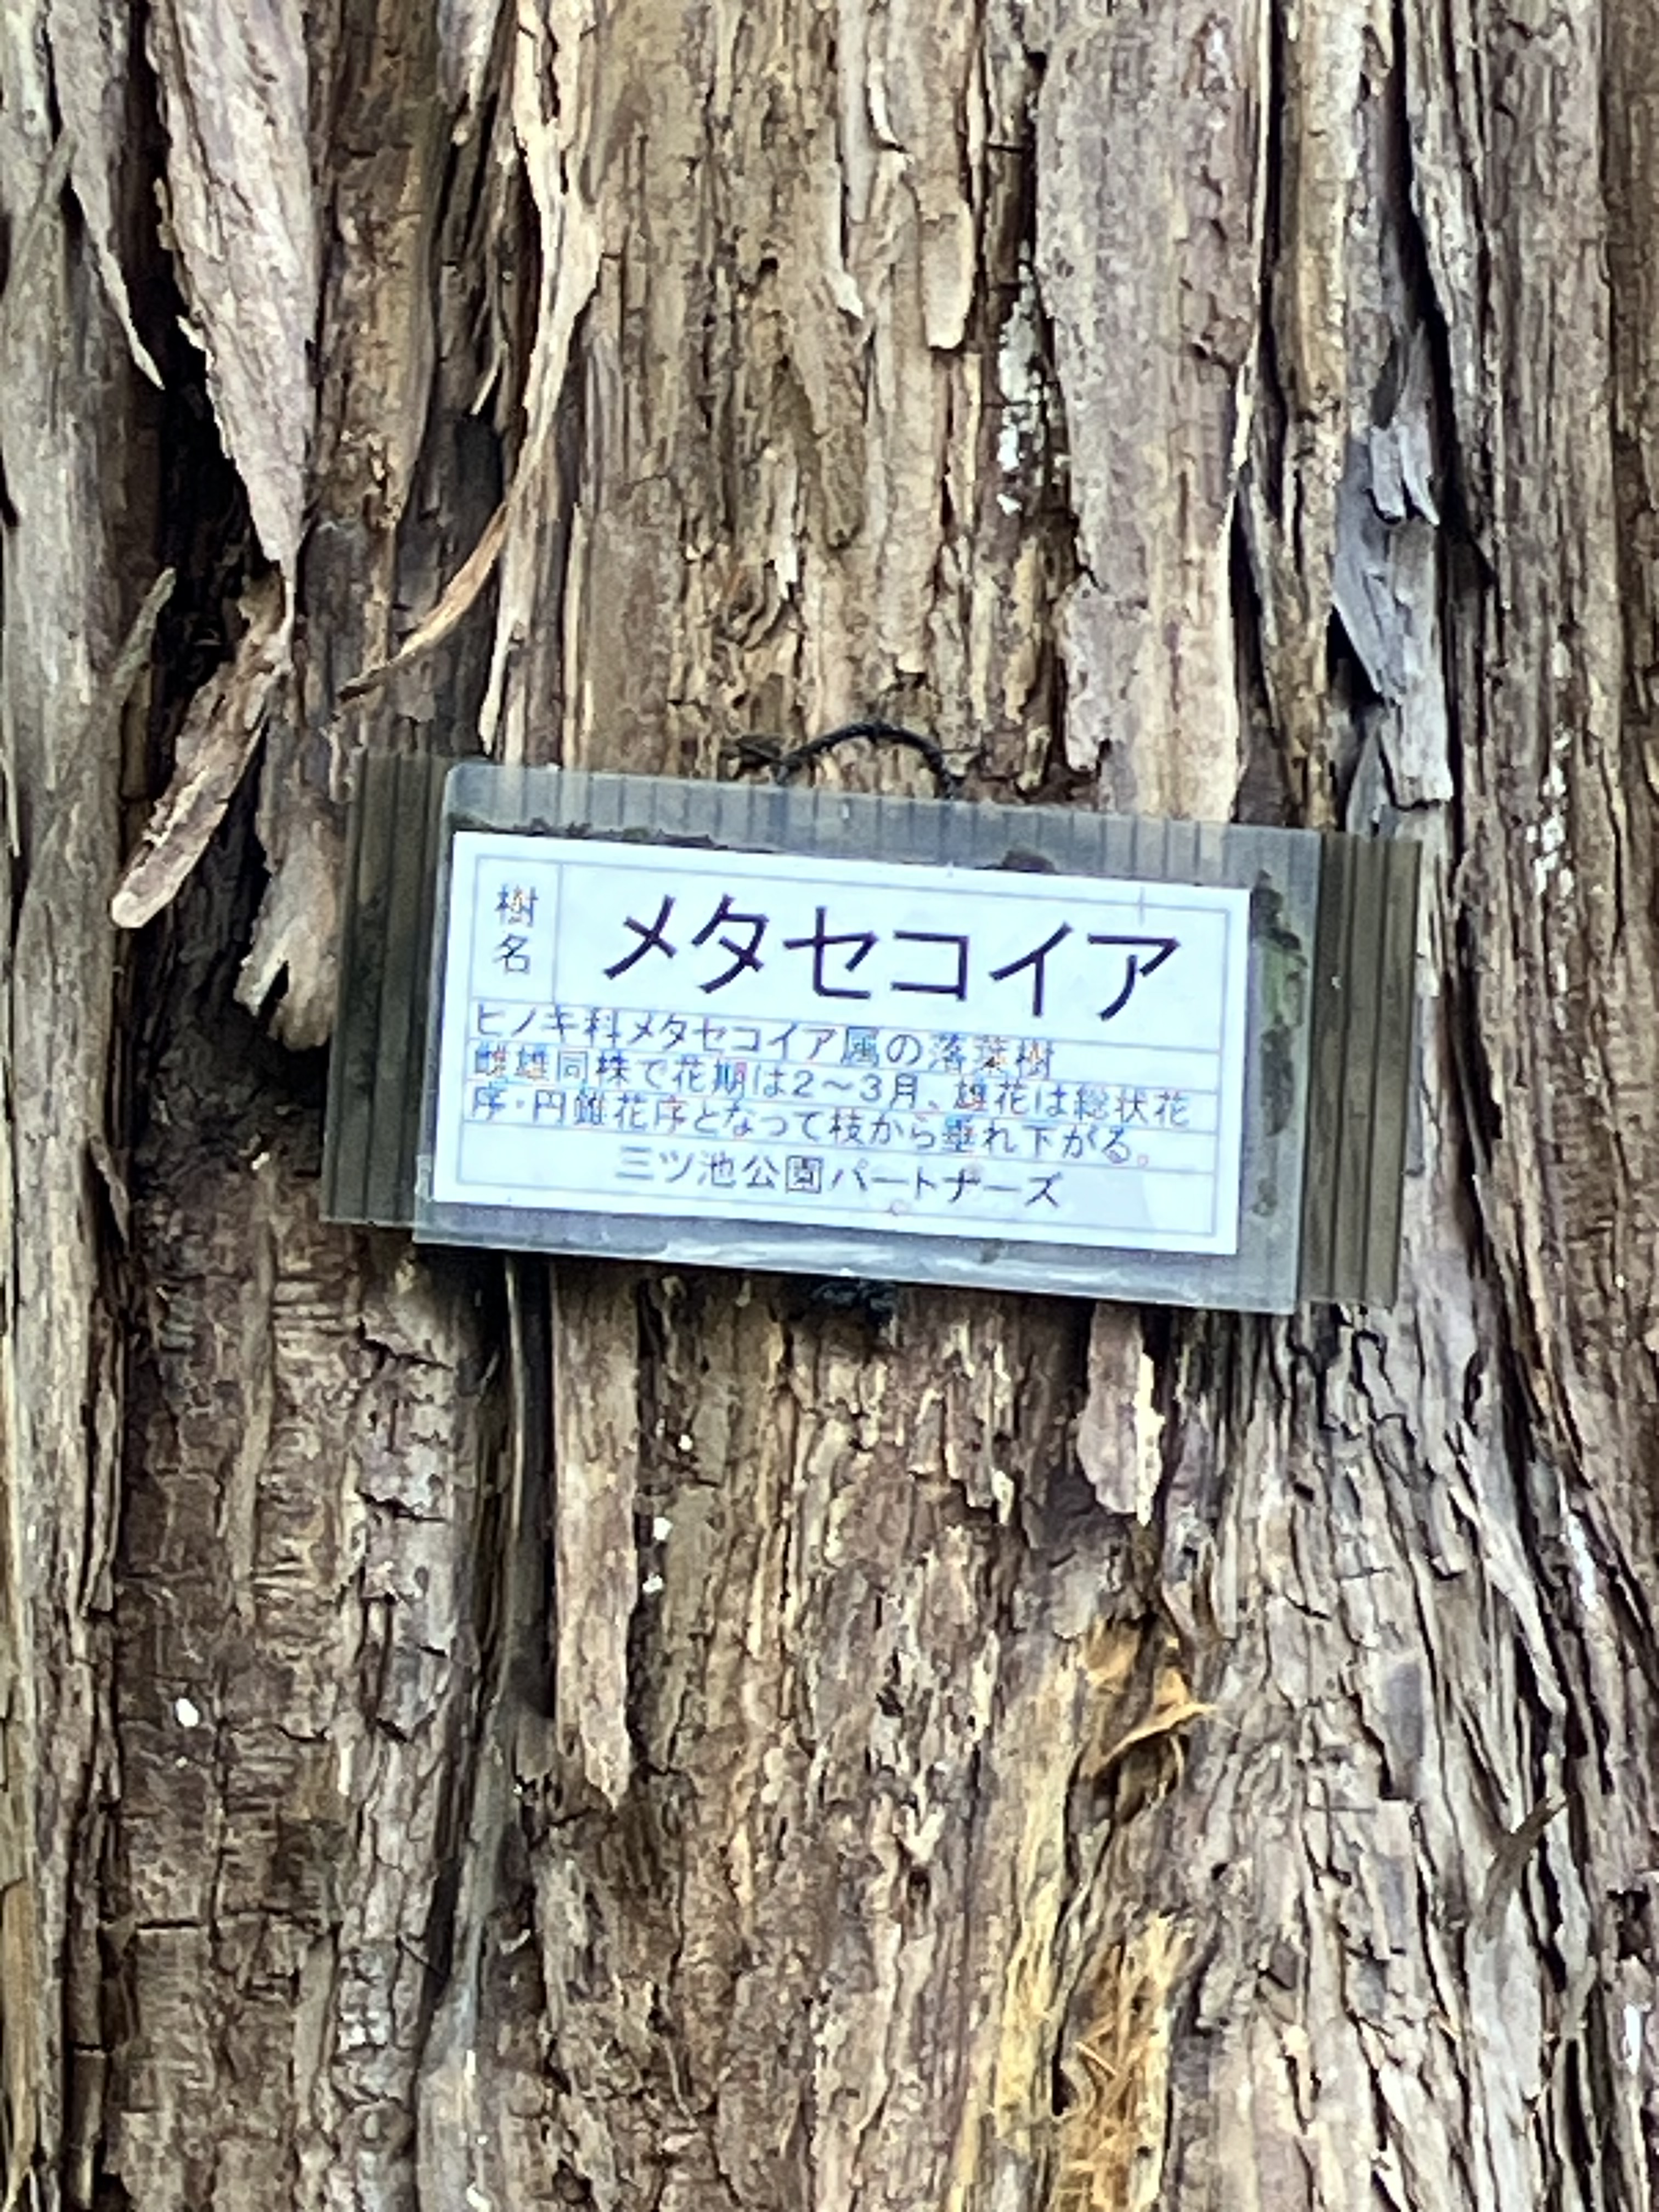 樹名
メタセコイア
ヒノキ科メタセコイア属の落葉樹
雌雄同株で花期は2〜3月、雄花は総状花
序・円錐花序となって枝から垂れ下がる。
三ツ池公園パートナーズ